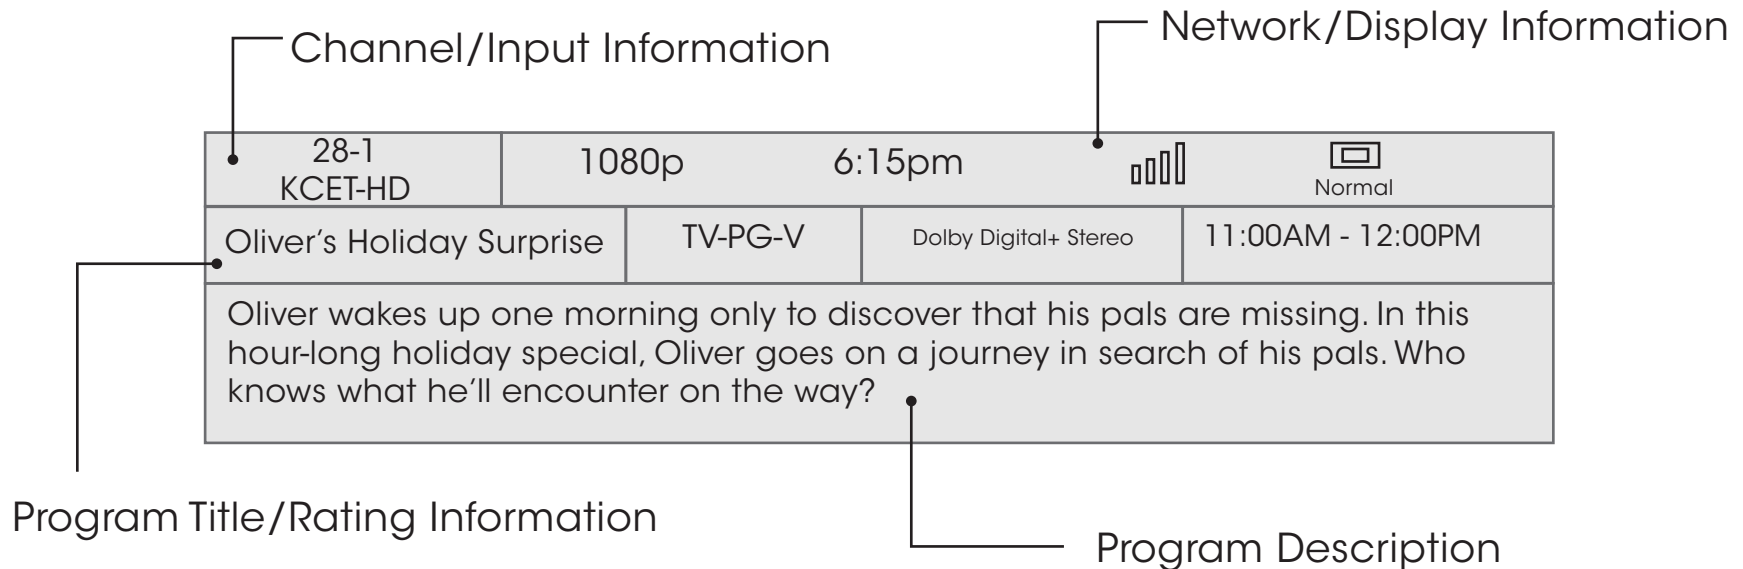 Channel/Input Information
Network/Display Information
28-1
KCET-HD
1080p
6:15pm
Normal
Oliver’s Holiday Surprise
TV-PG-V
Dolby Digital+ Stereo
11:00AM - 12:00PM
Oliver wakes up one morning only to discover that his pals are missing. In this
hour-long holiday special, Oliver goes on a journey in search of his pals. Who
knows what he’ll encounter on the way?
Program Title/Rating Information
Program Description